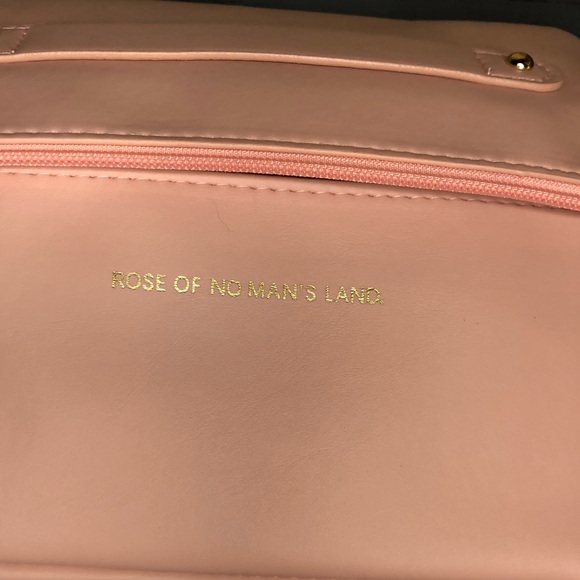 ROSE OF NO MAN'S LAND.